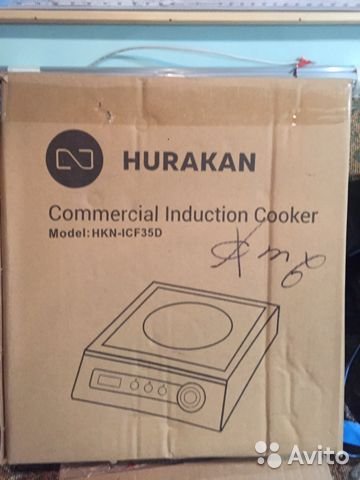 HURAKAN
Commercial Induction Cooker
Model:HKN-ICF35D
Avito